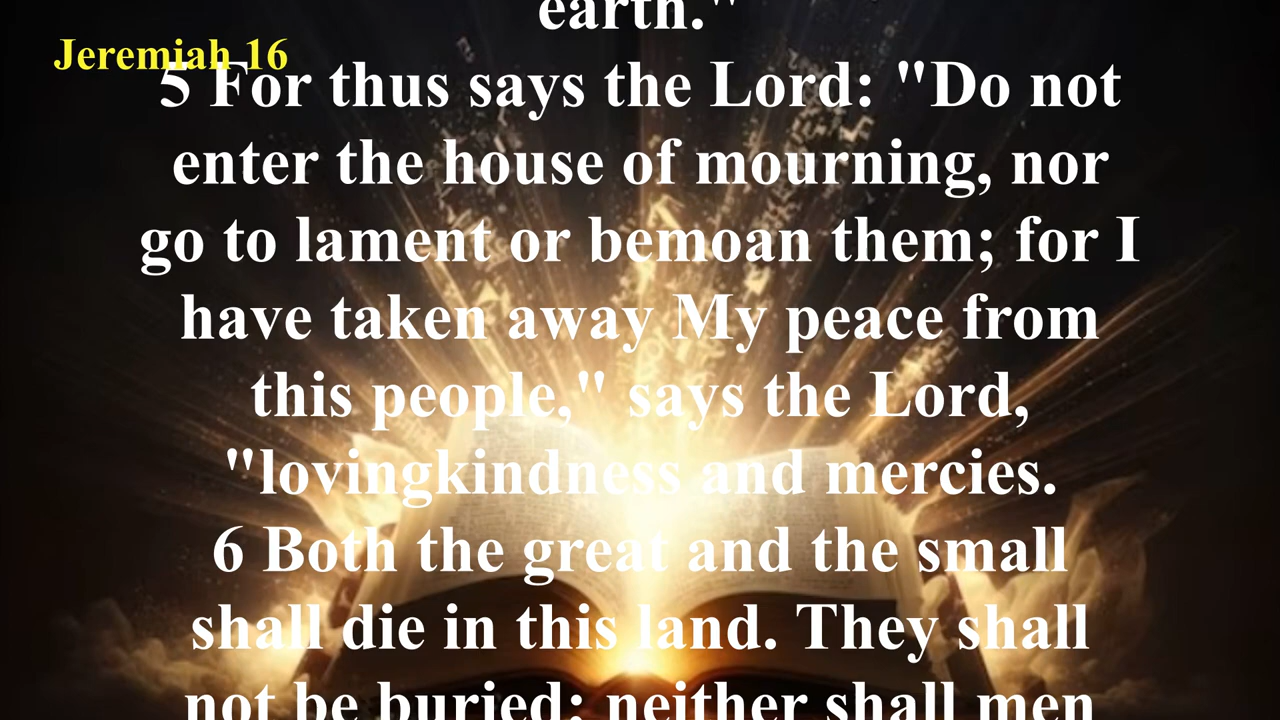 earth."
Jeremiah 16
5 For thus says the Lord: "Do not
enter the house of mourning, nor
go to lament or bemoan them; for I
have taken away My peace from
this people," says the Lord,
"lovingkindness and mercies.
6 Both the great and the small
shall die in this land. They shall
not be buried; neither shall men